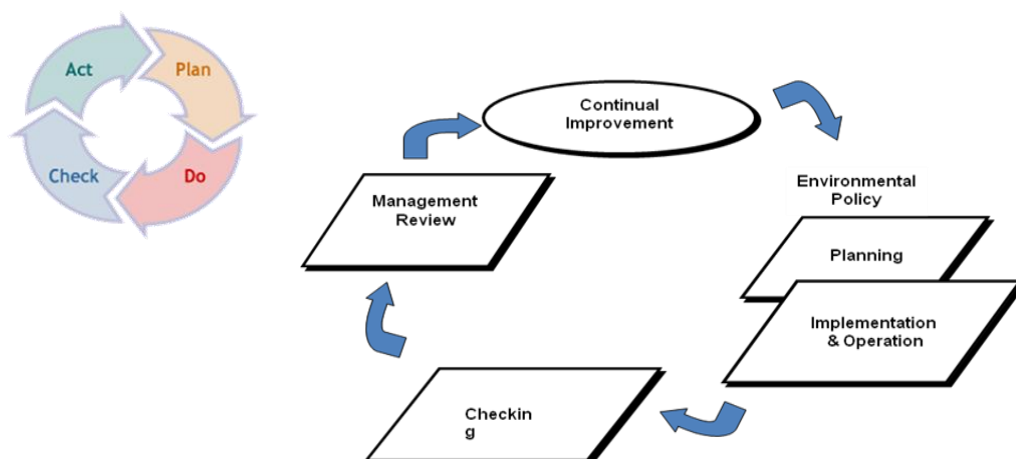 Act
Plan
Check
Do
Continual
Improvement
Environmental
Policy
Management
Review
Planning
Implementation
& Operation
Checkin
g